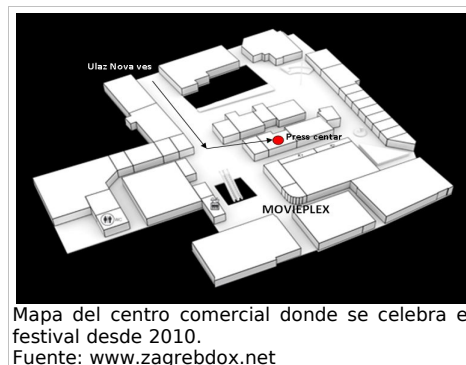 Ulaz Nova ves
Press centar
MOVIEPLEX
Mapa del centro comercial donde se celebra e
festival desde 2010.
Fuente: www.zagrebdox.net